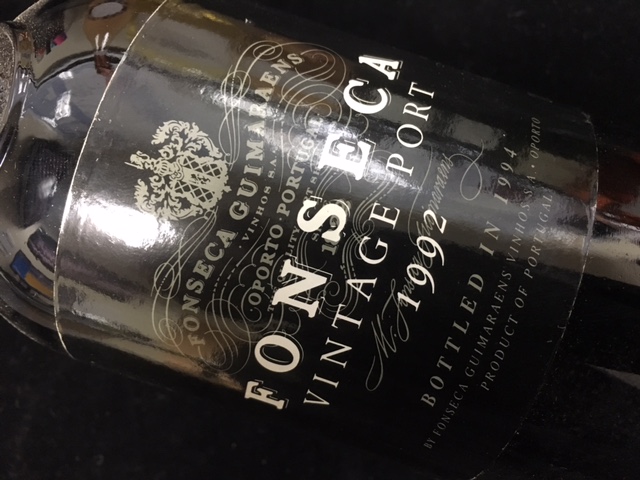 FONSECA GUIMARAENS
VINHOS S.A.
OPORTO PORTUGAL
FONSECA
VINTAGE PORT
1992
BOTTLED IN 1994
BY FONSECA GUIMARAENS VINHOS S.A. OPORTO
PRODUCT OF PORTUGAL